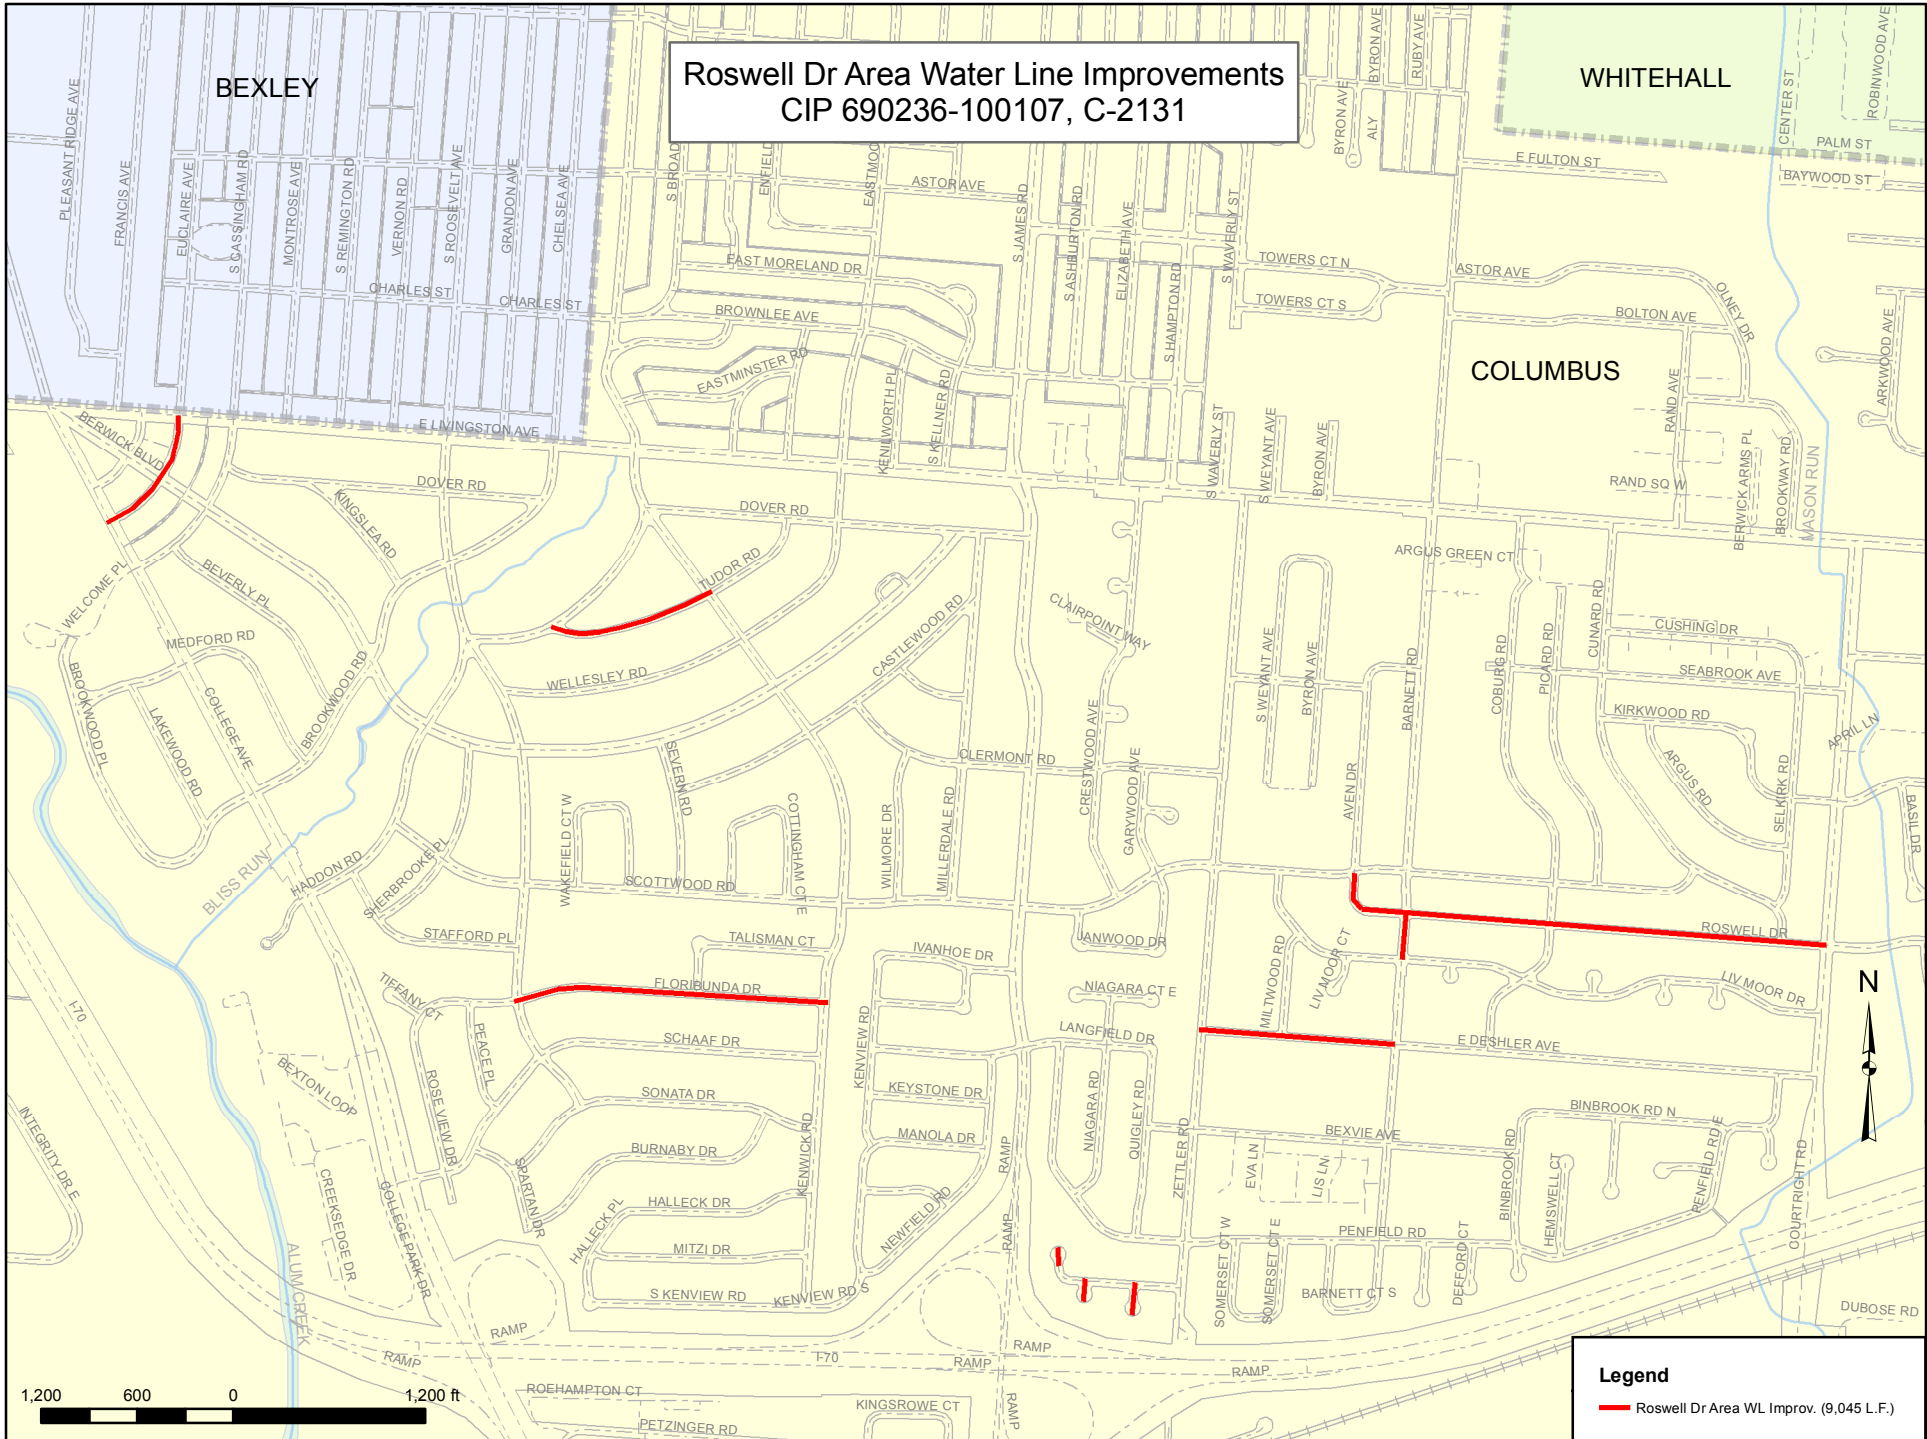 Roswell Dr Area Water Line Improvements
CIP 690236-100107, C-2131
BEXLEY
WHITEHALL
COLUMBUS
PLEASANT RIDGE AVE
FRANCIS AVE
EUCLAIRE AVE
S CASSINGHAM RD
MONTROSE AVE
S REMINGTON RD
VERNON RD
S ROOSEVELT AVE
GRANDON AVE
CHELSEA AVE
CHARLES ST
CHARLES ST
S BROAD
ENFIELD
EASTMOO
ASTOR AVE
S JAMES RD
S ASHBURTON RD
ELIZABETH AVE
S HAMPTON RD
S WAVERLY ST
BYRON AVE
BYRON AVE
ALY
RUBY AVE
E FULTON ST
CENTER ST
ROBINWOOD AVE
PALM ST
BAYWOOD ST
EAST MORELAND DR
BROWNLEE AVE
EASTMINSTER RD
KENILWORTH PL
S KELLNER RD
TOWERS CT N
TOWERS CT S
ASTOR AVE
OLNEY DR
BOLTON AVE
ARKWOOD AVE
RAND AVE
BERWICK ARMS PL
BROOKWAY RD
MASON RUN
RAND SQ W
E LIVINGSTON AVE
BERWICK BLVD
DOVER RD
KINGSLEA RD
DOVER RD
TUDOR RD
S WAVERLY ST
S WEYANT AVE
BYRON AVE
ARGUS GREEN CT
WELCOME PL
BEVERLY PL
MEDFORD RD
BROOKWOOD PL
LAKEWOOD RD
COLLEGE AVE
BROOKWOOD RD
WELLESLEY RD
CASTLEWOOD RD
CLAIRPOINT WAY
S WEYANT AVE
BYRON AVE
BARNETT RD
COBURG RD
PICARD RD
CUNARD RD
CUSHING DR
SEABROOK AVE
KIRKWOOD RD
ARGUS RD
SELKIRK RD
APRIL LN
BASIL DR
SEVERN RD
CLERMONT RD
CRESTWOOD AVE
GARYWOOD AVE
AVEN DR
WAKEFIELD CT W
COTTINGHAM CT E
WILMORE DR
MILLERDALE RD
SCOTTWOOD RD
BLISS RUN
HADDON RD
SHERBROOKE PL
STAFFORD PL
TALISMAN CT
IVANHOE DR
JANWOOD DR
MILTWOOD RD
LIV MOOR CT
ROSWELL DR
LIV MOOR DR
N
TIFFANY CT
FLORIBUNDA DR
NIAGARA CT E
LANGFIELD DR
E DESHLER AVE
I-70
PEACE PL
SCHAAF DR
KENVIEW RD
BEXTON LOOP
ROSE VIEW DR
SONATA DR
KEYSTONE DR
NIAGARA RD
QUIGLEY RD
BINBROOK RD N
BURNABY DR
MANOLA DR
RAMP
BEXVIE AVE
INTEGRITY DR E
CREEKSEDGE DR
COLLEGE PARK DR
SPARTAN DR
KENWICK RD
ZETTLER RD
EVA LN
LIS LN
BINBROOK RD
HEMSWELL CT
PENFIELD RD E
COURTRIGHT RD
HALLECK PL
HALLECK DR
NEWFIELD RD
RAMP
PENFIELD RD
MITZI DR
SOMERSET CT W
SOMERSET CT E
DEFFORD CT
ALUM CREEK
S KENVIEW RD
KENVIEW RD S
BARNETT CT S
DUBOSE RD
RAMP
RAMP
I-70
RAMP
RAMP
RAMP
ROEHAMPTON CT
KINGSROWE CT
RAMP
PETZINGER RD
1,200 600 0 1,200 ft
Legend
Roswell Dr Area WL Improv. (9,045 L.F.)